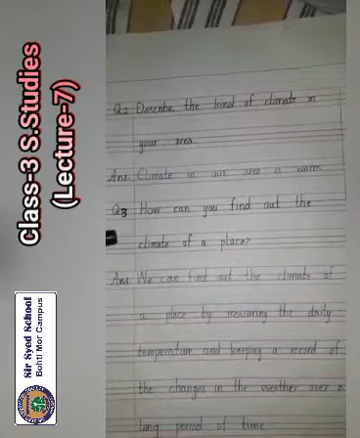 Class-3 S.Studies
(Lecture-7)
Sir Syed School
Bohti Mor Campus
Q2 Describe the kind of climate in
your area.
Ans. Climate in our area is warm.
Q3 How can you find out the
climate of a place?
Ans We can find out the climate of
a place by measuring the daily
temperature and keeping a record of
the changes in the weather over a
long period of time